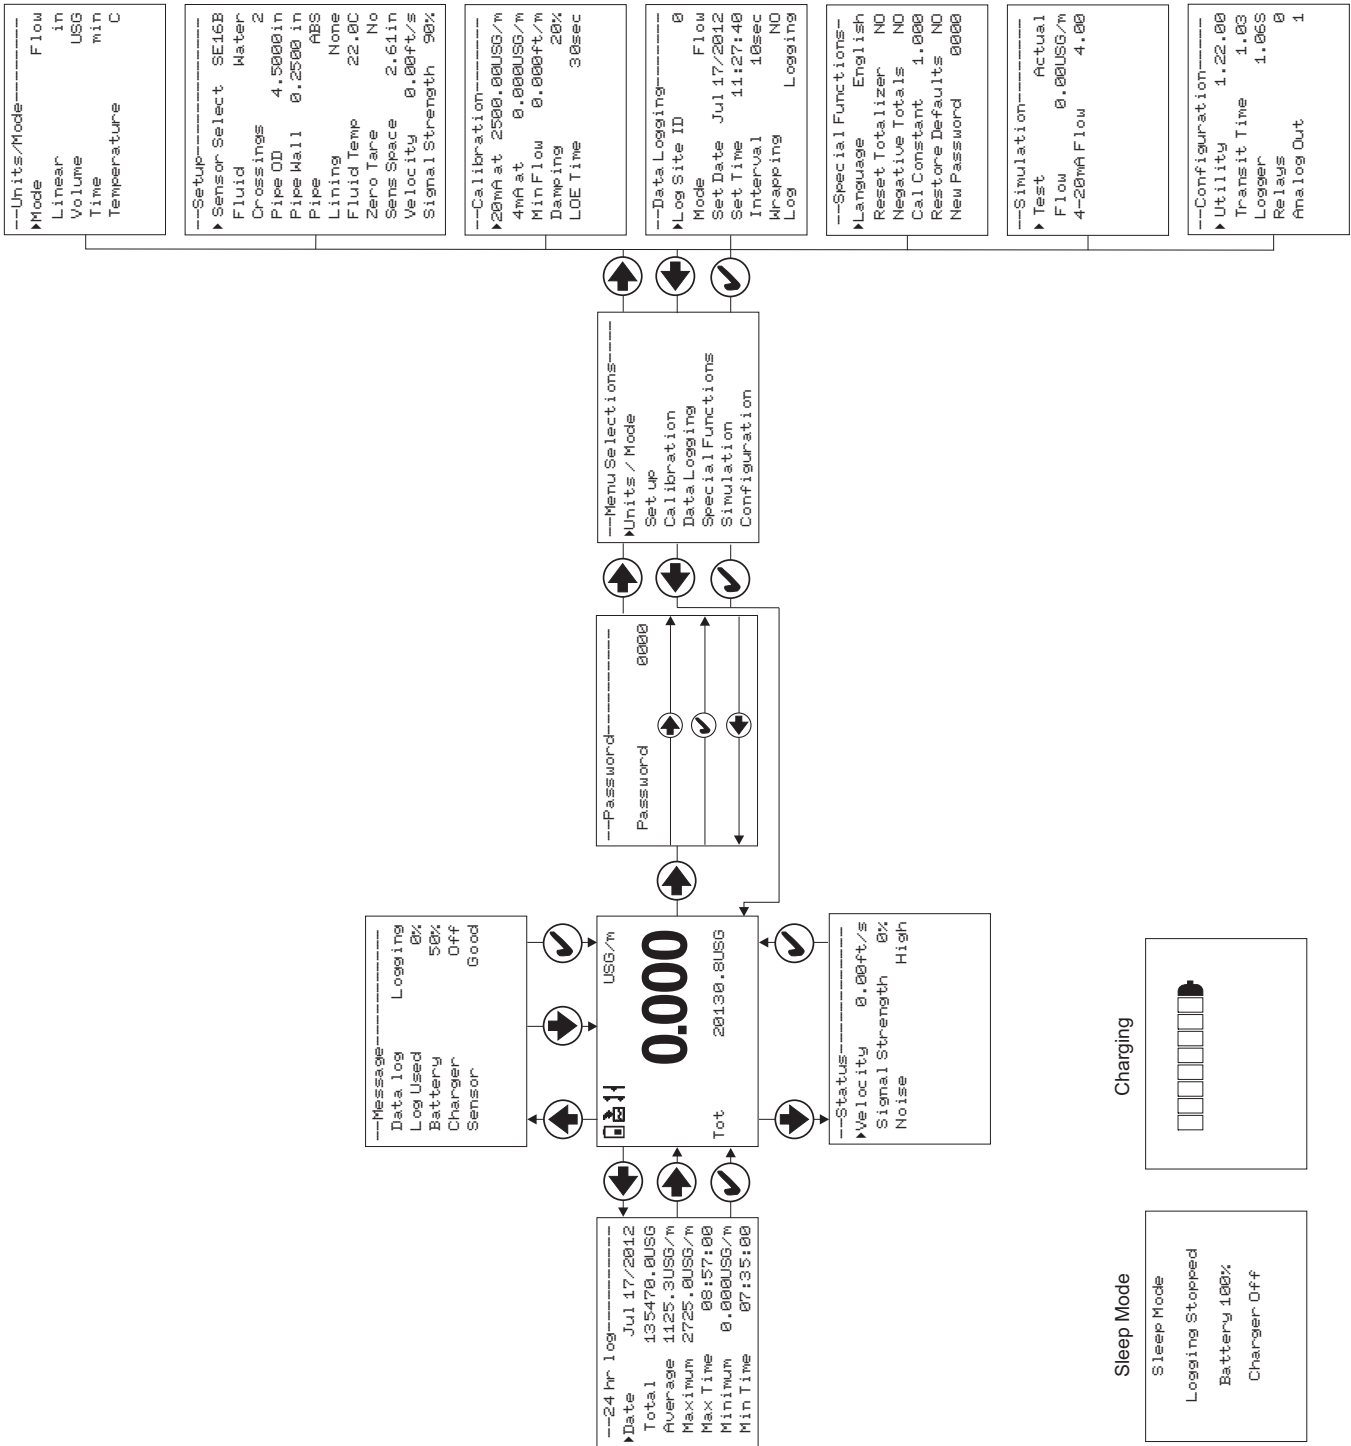 --24 hr log----------
▶Date Jul 17/2012
Total 135470.0USG
Average 1125.3USG/m
Maximum 2725.0USG/m
Max Time 08:57:00
Minimum 0.000USG/m
Min Time 07:35:00
--Message------------
Data log Logging
Log Used 0%
Battery 50%
Charger Off
Sensor Good
USG/m
0.000
Tot 20130.8USG
--Status-------------
▶Velocity 0.00ft/s
Signal Strength 0%
Noise High
--Password-----------
Password 0000
--Menu Selections----
▶Units / Mode
Set up
Calibration
Data Logging
Special Functions
Simulation
Configuration
--Units/Mode---------
▶Mode Flow
Linear in
Volume USG
Time min
Temperature C
--Setup--------------
▶Sensor Select SE16B
Fluid Water
Crossings 2
Pipe OD 4.5000in
Pipe Wall 0.2500 in
Pipe ABS
Lining None
Fluid Temp 22.0C
Zero Tare No
Sens Space 2.61in
Velocity 0.00ft/s
Signal Strength 90%
--Calibration--------
▶20mA at 2500.00USG/m
4mA at 0.000USG/m
Min Flow 0.000ft/m
Damping 20%
LOE Time 30sec
--Data Logging-------
▶Log Site ID 0
Mode Flow
Set Date Jul 17/2012
Set Time 11:27:40
Interval 10sec
Wrapping NO
Log Logging
--Special Functions-
▶Language English
Reset Totalizer NO
Negative Totals NO
Cal Constant 1.000
Restore Defaults NO
New Password 0000
--Simulation---------
▶Test Actual
Flow 0.00USG/m
4-20mA Flow 4.00
--Configuration------
▶Utility 1.22.00
Transit Time 1.03
Logger 1.06S
Relays 0
Analog Out 1
Sleep Mode
Sleep Mode
Logging Stopped
Battery 100%
Charger Off
Charging